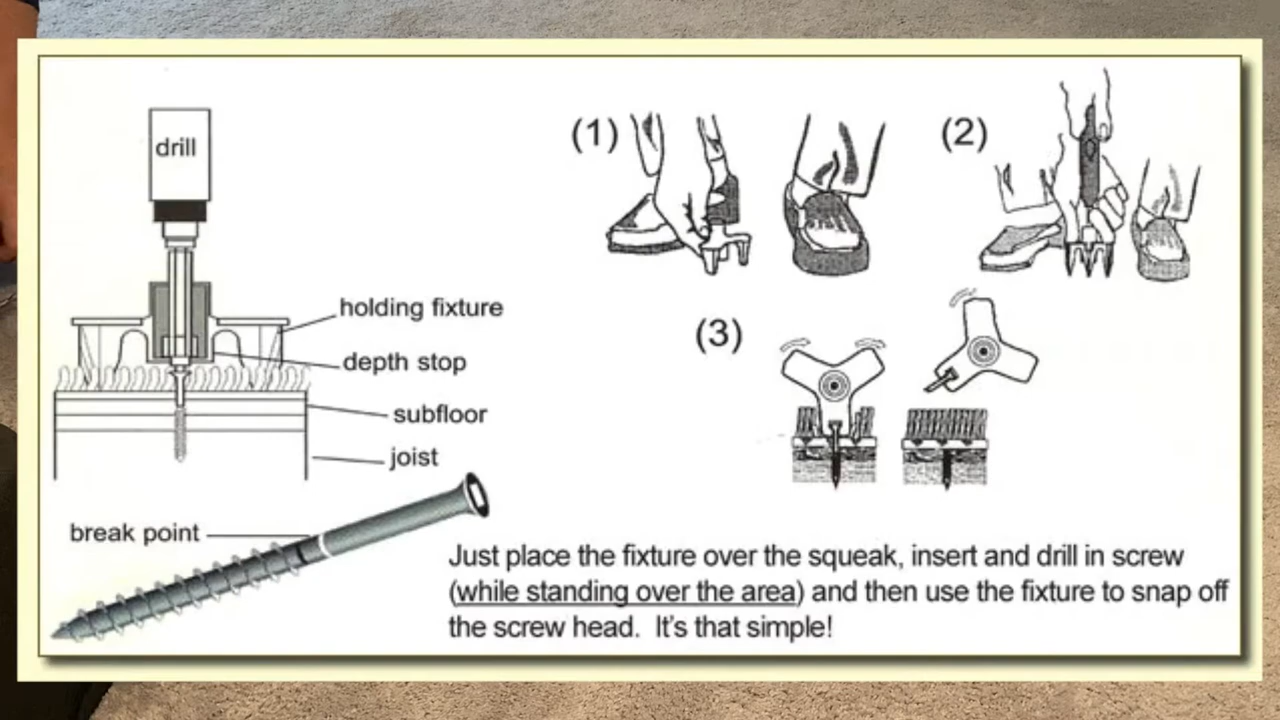 drill
holding fixture
depth stop
subfloor
joist
break point
(1)
(2)
(3)
Just place the fixture over the squeak, insert and drill in screw
(while standing over the area) and then use the fixture to snap off
the screw head. It's that simple!